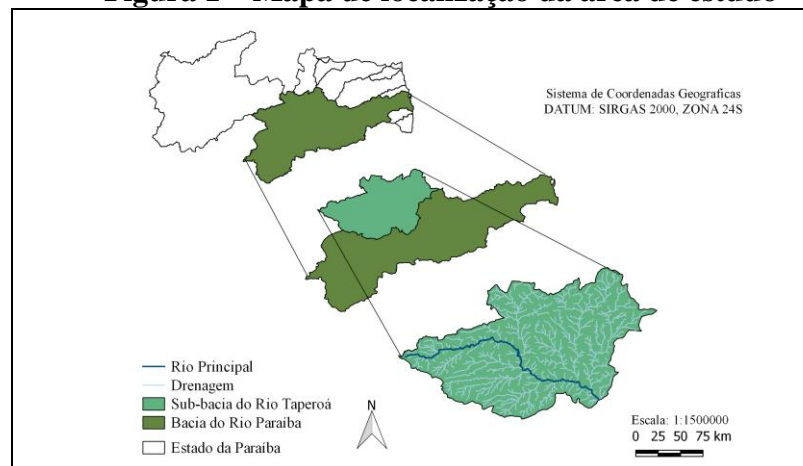 Figura 1 – Mapa de localização da área de estudo
Sistema de Coordenadas Geograficas
DATUM: SIRGAS 2000, ZONA 24S
Rio Principal
Drenagem
Sub-bacia do Rio Taperoá
Bacia do Rio Paraíba
Estado da Paraíba
N
Escala: 1:1500000
0 25 50 75 km